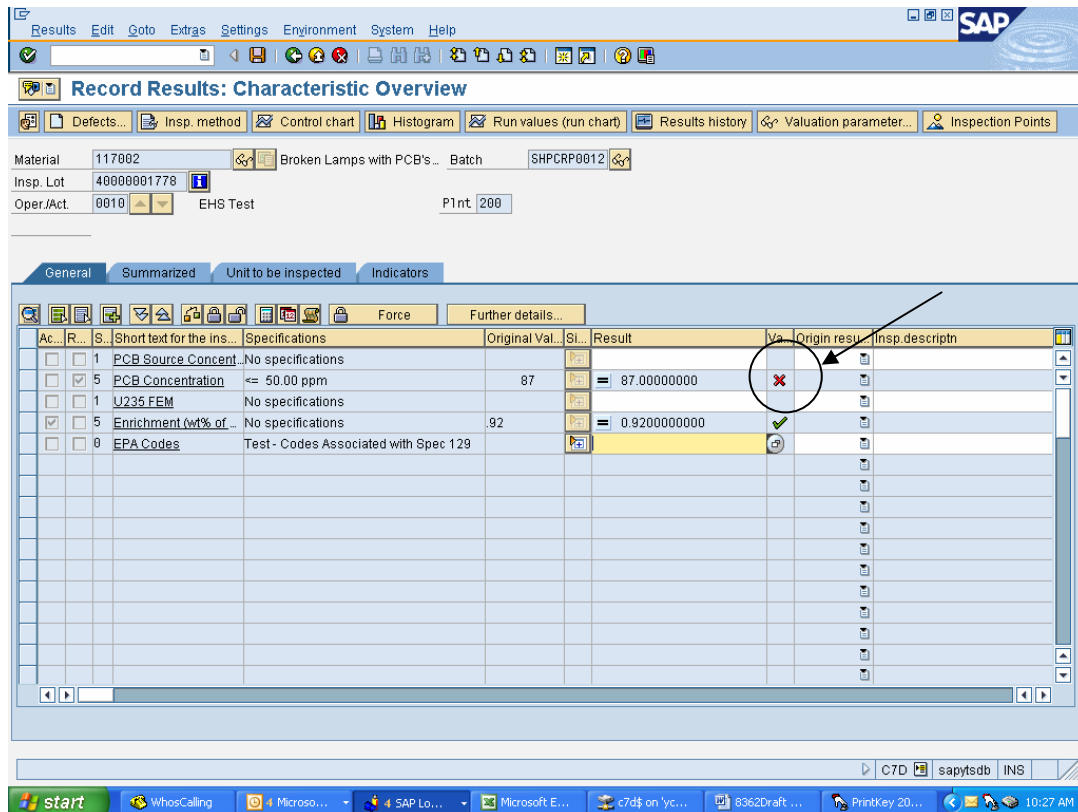 Results Edit Goto Extras Settings Environment System Help
SAP
Record Results: Characteristic Overview
Defects... Insp. method Control chart Histogram Run values (run chart) Results history Valuation parameter... Inspection Points
Material 117002 Broken Lamps with PCB's... Batch SHPCRP0012
Insp. Lot 40000001778
Oper./Act. 0010 EHS Test Plnt 200
General Summarized Unit to be inspected Indicators
Force Further details...
Ac... R... S... Short text for the ins... Specifications Original Val... Si... Result Va... Origin resu... Insp.descriptn
1 PCB Source Concent... No specifications
5 PCB Concentration <= 50.00 ppm 87 = 87.00000000
1 U235 FEM No specifications
5 Enrichment (wt% of ... No specifications .92 = 0.9200000000
0 EPA Codes Test - Codes Associated with Spec 129
C7D sapytsdb INS
start WhosCalling 4 Microso... 4 SAP Lo... Microsoft E... c7d$ on 'yc... 8362Draft ... PrintKey 20... 10:27 AM